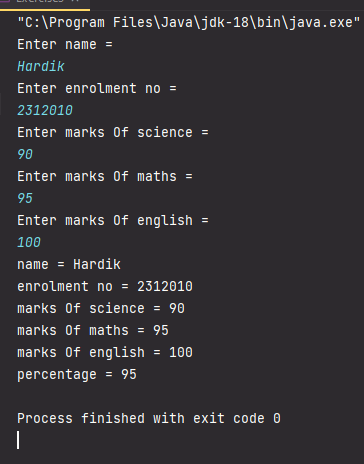 "C:\Program Files\Java\jdk-18\bin\java.exe"
Enter name =
Hardik
Enter enrolment no =
2312010
Enter marks Of science =
90
Enter marks Of maths =
95
Enter marks Of english =
100
name = Hardik
enrolment no = 2312010
marks Of science = 90
marks Of maths = 95
marks Of english = 100
percentage = 95
Process finished with exit code 0